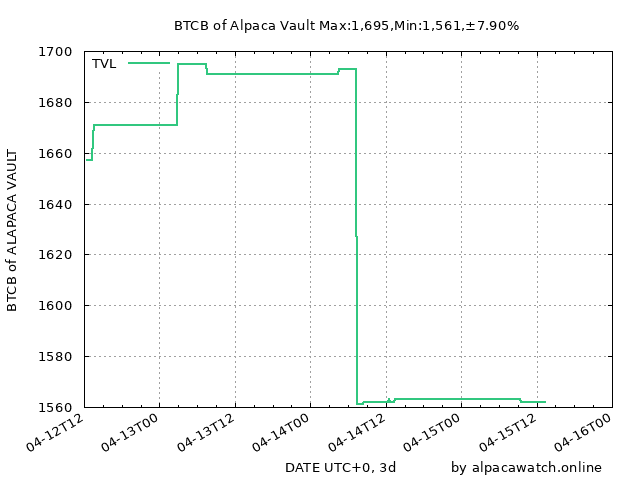 BTCB of Alpaca Vault Max:1,695,Min:1,561,±7.90%
TVL
BTCB of ALAPACA VAULT
1700
1680
1660
1640
1620
1600
1580
1560
04-12T12
04-13T00
04-13T12
04-14T00
04-14T12
04-15T00
04-15T12
04-16T00
DATE UTC+0, 3d
by alpacawatch.online